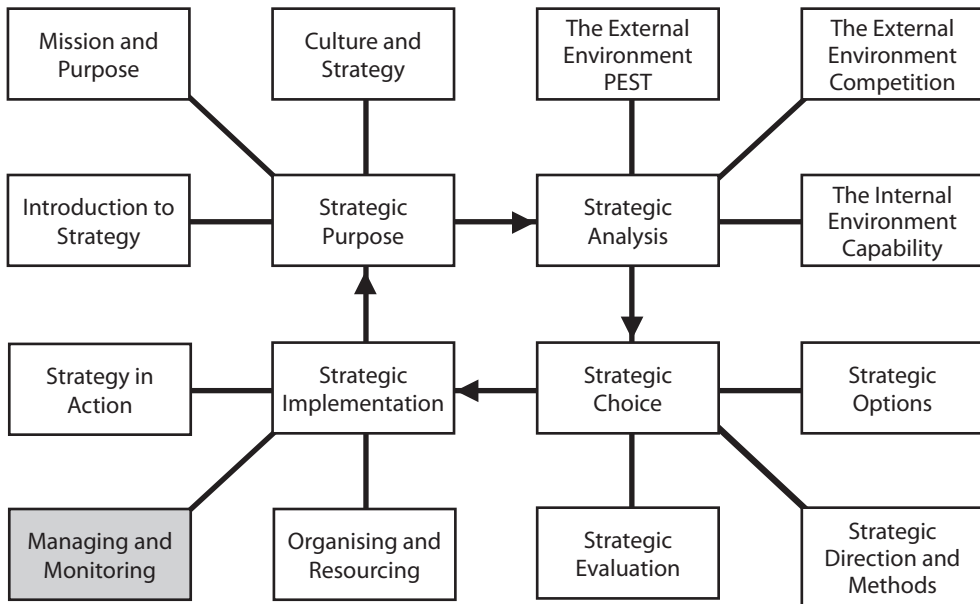 Mission and
Purpose
Culture and
Strategy
The External
Environment
PEST
The External
Environment
Competition
Introduction to
Strategy
Strategic
Purpose
Strategic
Analysis
The Internal
Environment
Capability
Strategy in
Action
Strategic
Implementation
Strategic
Choice
Strategic
Options
Managing and
Monitoring
Organising and
Resourcing
Strategic
Evaluation
Strategic
Direction and
Methods